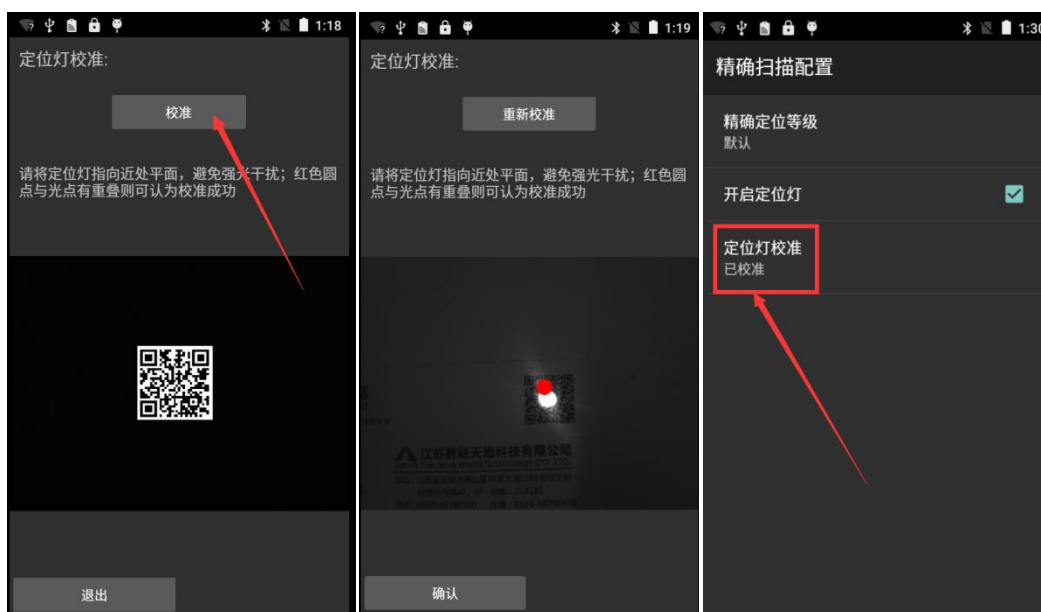 1:18
定位灯校准:
校准
请将定位灯指向近处平面，避免强光干扰；红色圆
点与光点有重叠则可认为校准成功
退出
1:19
定位灯校准:
重新校准
请将定位灯指向近处平面，避免强光干扰；红色圆
点与光点有重叠则可认为校准成功
江苏智联天地科技有限公司
确认
1:30
精确扫描配置
精确定位等级
默认
开启定位灯
定位灯校准
已校准